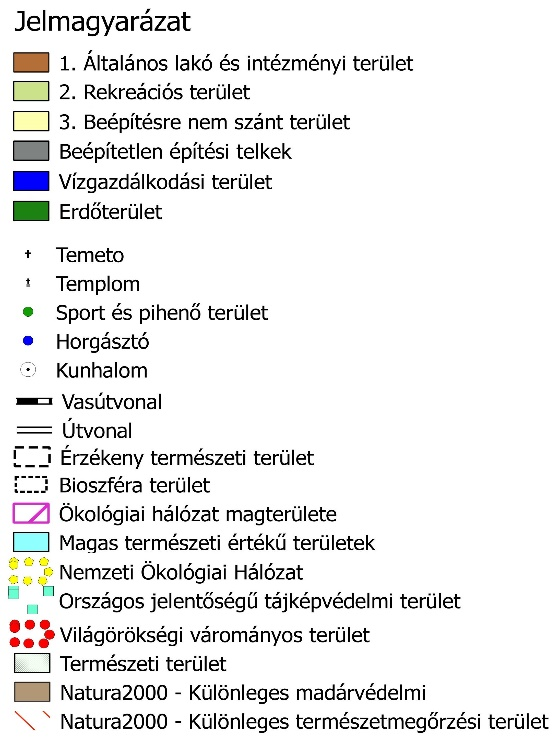 Jelmagyarázat
1. Általános lakó és intézményi terület
2. Rekreációs terület
3. Beépítésre nem szánt terület
Beépítetlen építési telkek
Vízgazdálkodási terület
Erdőterület
Temeto
Templom
Sport és pihenő terület
Horgásztó
Kunhalom
Vasútvonal
Útvonal
Érzékeny természeti terület
Bioszféra terület
Ökológiai hálózat magterülete
Magas természeti értékű területek
Nemzeti Ökológiai Hálózat
Országos jelentőségű tájképvédelmi terület
Világörökségi várományos terület
Természeti terület
Natura2000 - Különleges madárvédelmi
Natura2000 - Különleges természetmegőrzési terület